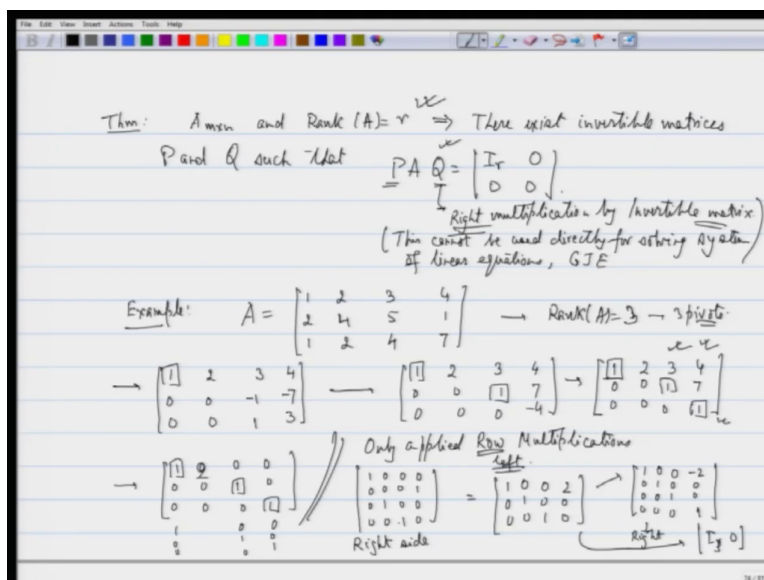 File Edit View Insert Actions Tools Help
B I
Thm: A m×n and Rank (A) = r ⇒ There exist invertible matrices
P and Q such that P A Q = [ I_r 0
0 0 ].
Right multiplication by Invertible matrix.
(This cannot be used directly for solving system
of linear equations, GJE
Example: A = [ 1 2 3 4
2 4 5 1
1 2 4 7 ] → Rank(A) = 3 → 3 pivots.
→ [ 1 2 3 4
0 0 -1 -7
0 0 1 3 ] → [ 1 2 3 4
0 0 1 7
0 0 0 -4 ] → [ 1 2 3 4
0 0 1 7
0 0 0 1 ]
Only applied Row Multiplications
left.
→ [ 1 2 0 0
0 0 1 0
0 0 0 1 ]
[ 1 0 0 0
0 0 0 1
0 1 0 0
0 0 1 0 ] = [ 1 0 0 2
0 1 0 0
0 0 1 0 ] → [ 1 0 0 -2
0 1 0 0
0 0 1 0
0 0 0 1 ]
Right side
Right
[I_3 0]